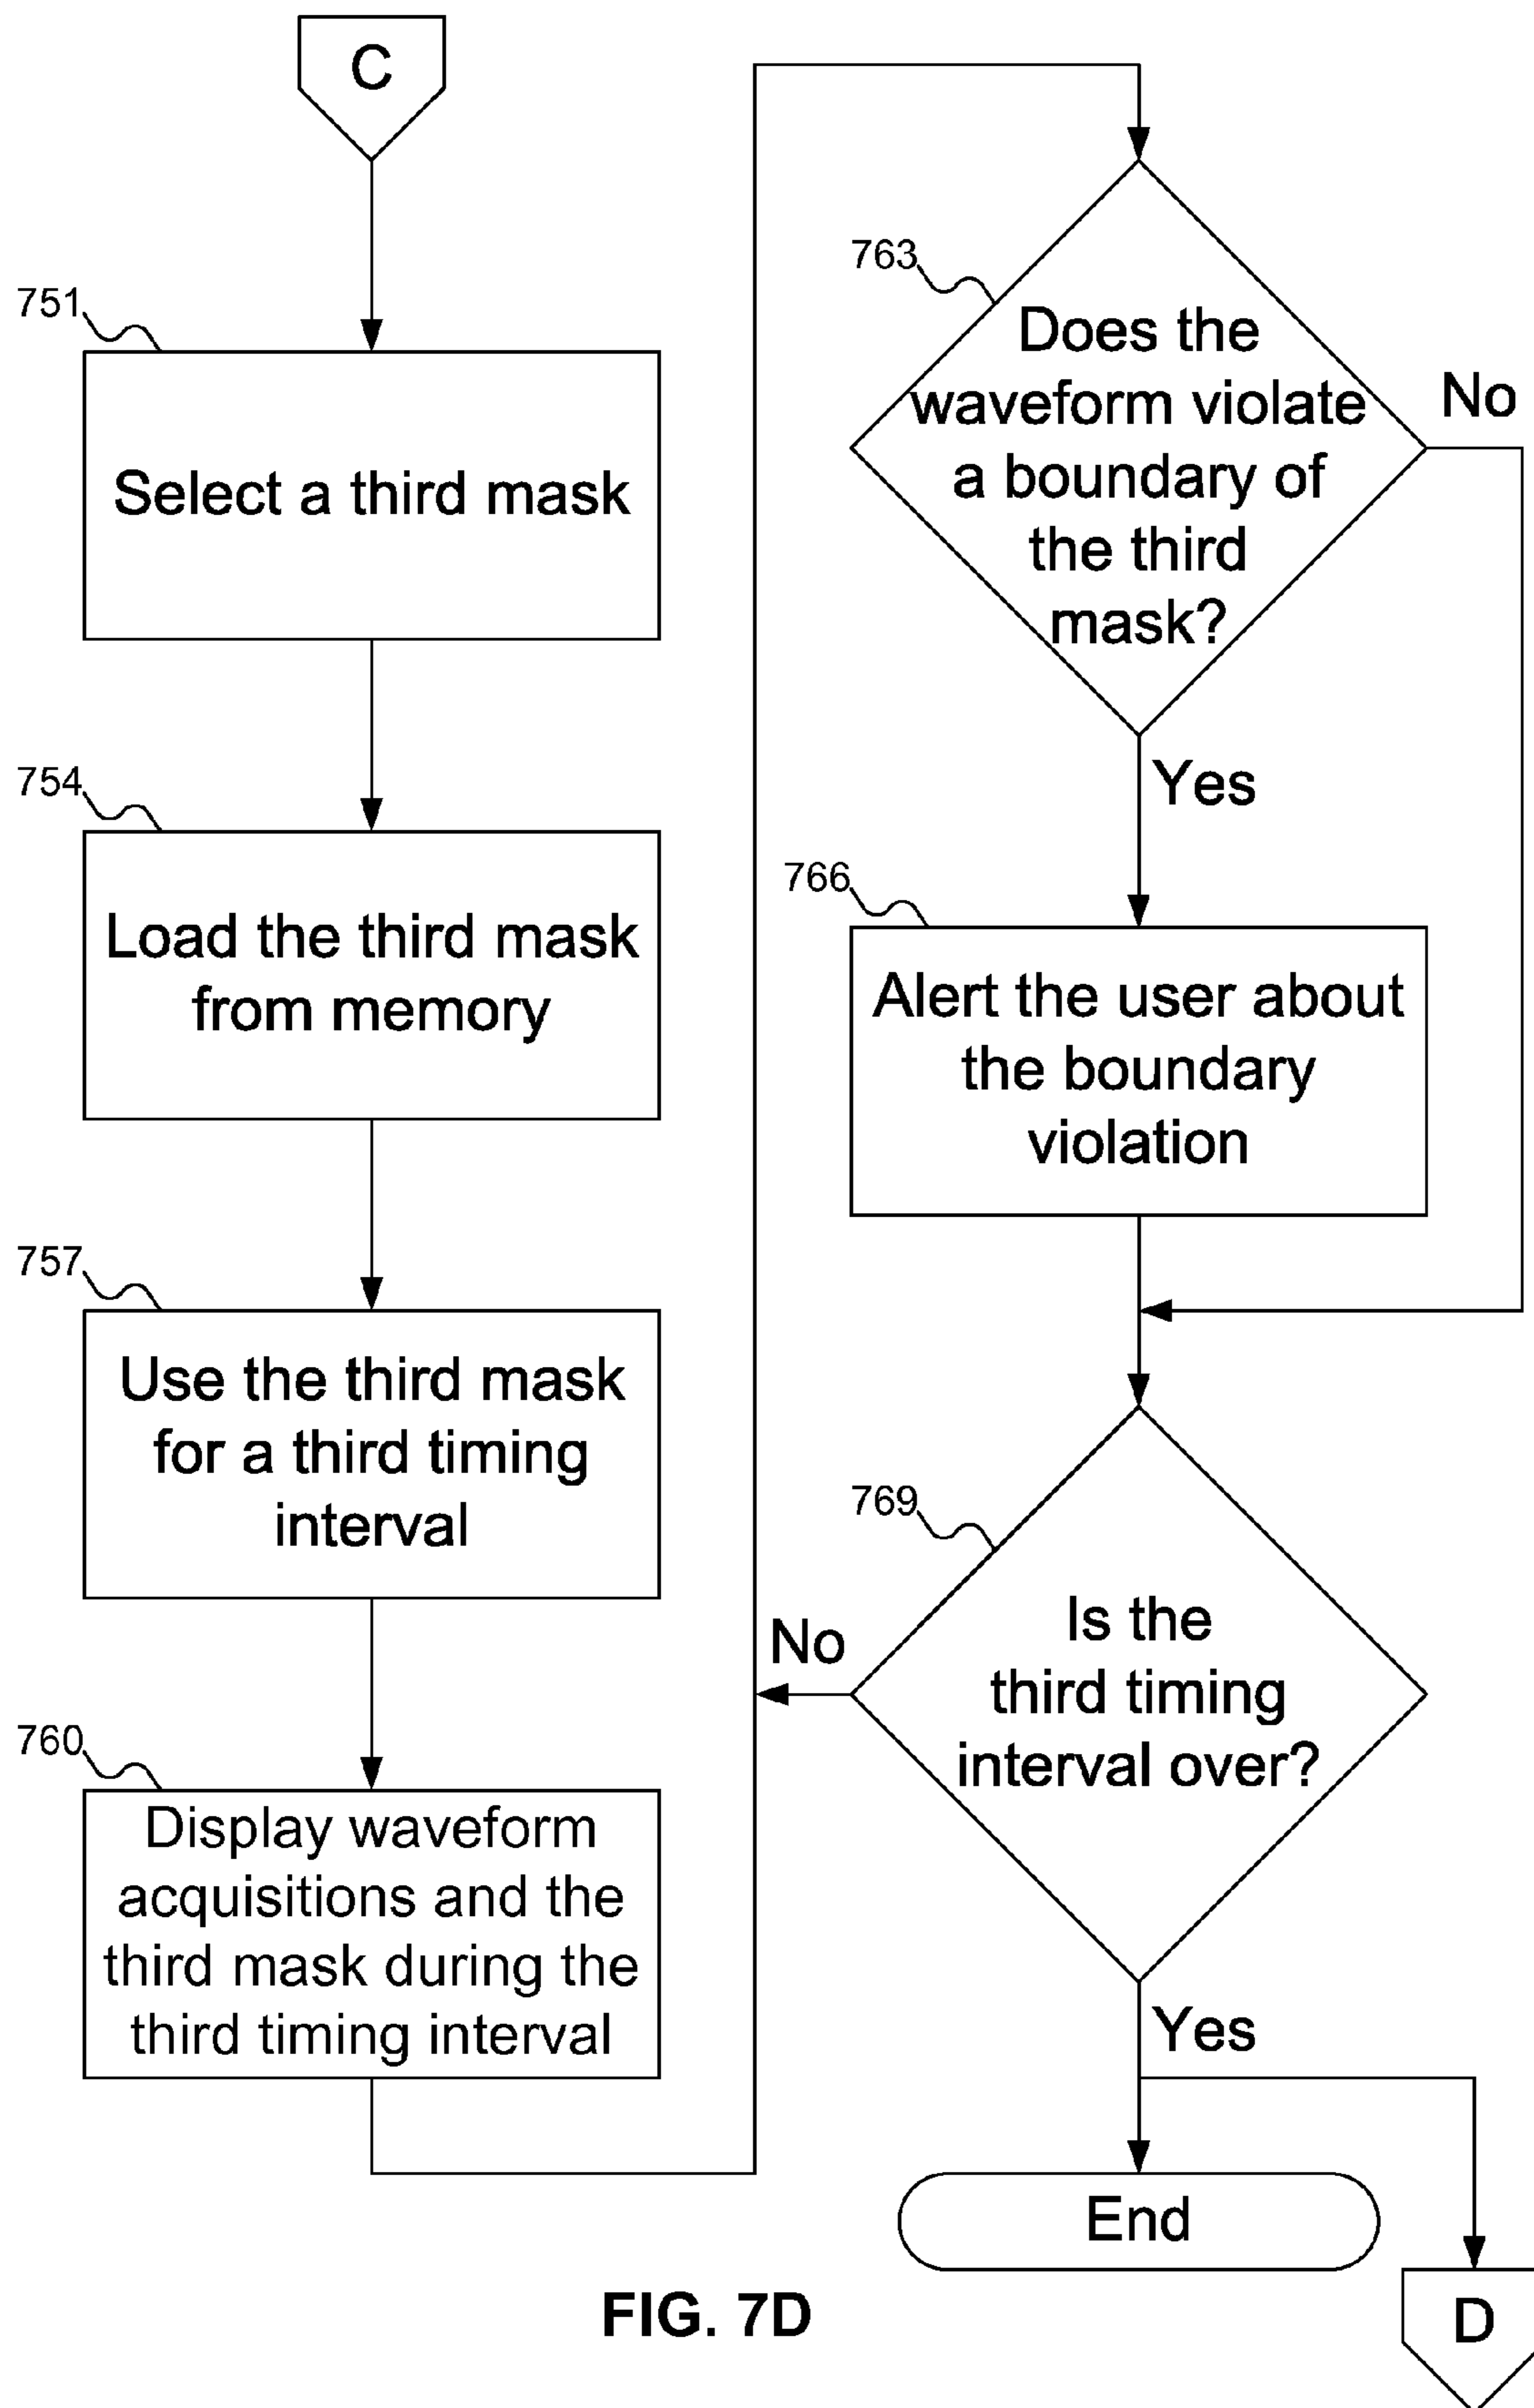 C
751
Select a third mask
754
Load the third mask
from memory
757
Use the third mask
for a third timing
interval
760
Display waveform
acquisitions and the
third mask during the
third timing interval
763
Does the
waveform violate
a boundary of
the third
mask?
No
Yes
766
Alert the user about
the boundary
violation
769
Is the
third timing
interval over?
No
Yes
End
D
FIG. 7D